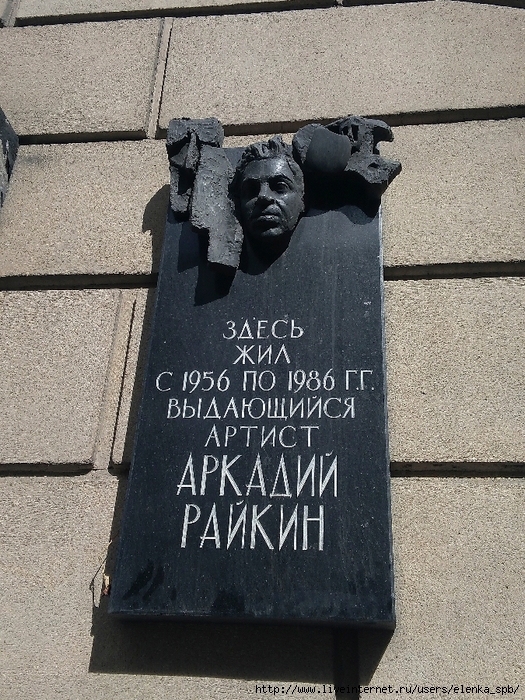 ЗДЕСЬ
ЖИЛ
С 1956 ПО 1986 Г.Г.
ВЫДАЮЩИЙСЯ
АРТИСТ
АРКАДИЙ
РАЙКИН
http://www.liveinternet.ru/users/elenka_spb/